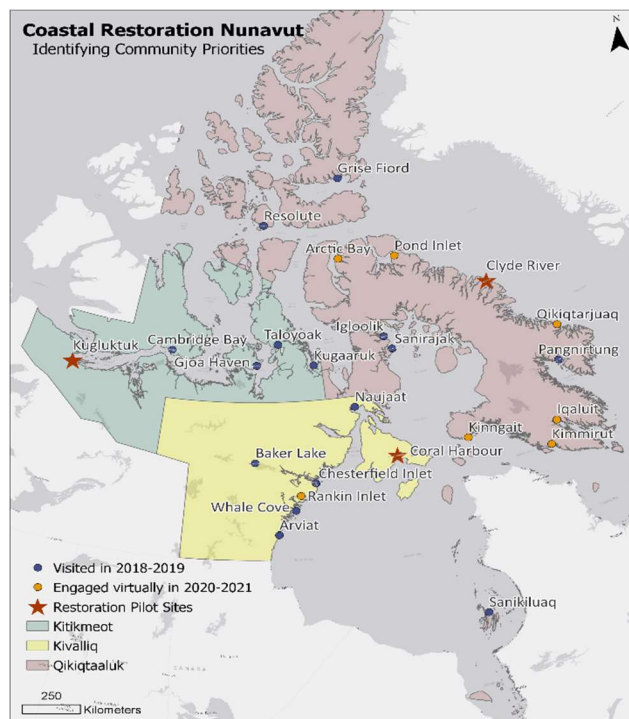 Coastal Restoration Nunavut
Identifying Community Priorities
N
Grise Fiord
Resolute
Arctic Bay
Pond Inlet
Clyde River
Qikiqtarjuaq
Igloolik
Taloyoak
Sanirajak
Cambridge Bay
Kugluktuk
Pangnirtung
Gjoa Haven
Kugaaruk
Naujaat
Iqaluit
Kinngait
Kimmirut
Baker Lake
Coral Harbour
Chesterfield Inlet
Rankin Inlet
Whale Cove
Arviat
Sanikiluaq
Visited in 2018-2019
Engaged virtually in 2020-2021
Restoration Pilot Sites
Kitikmeot
Kivalliq
Qikiqtaaluk
CANADA
250
Kilometers